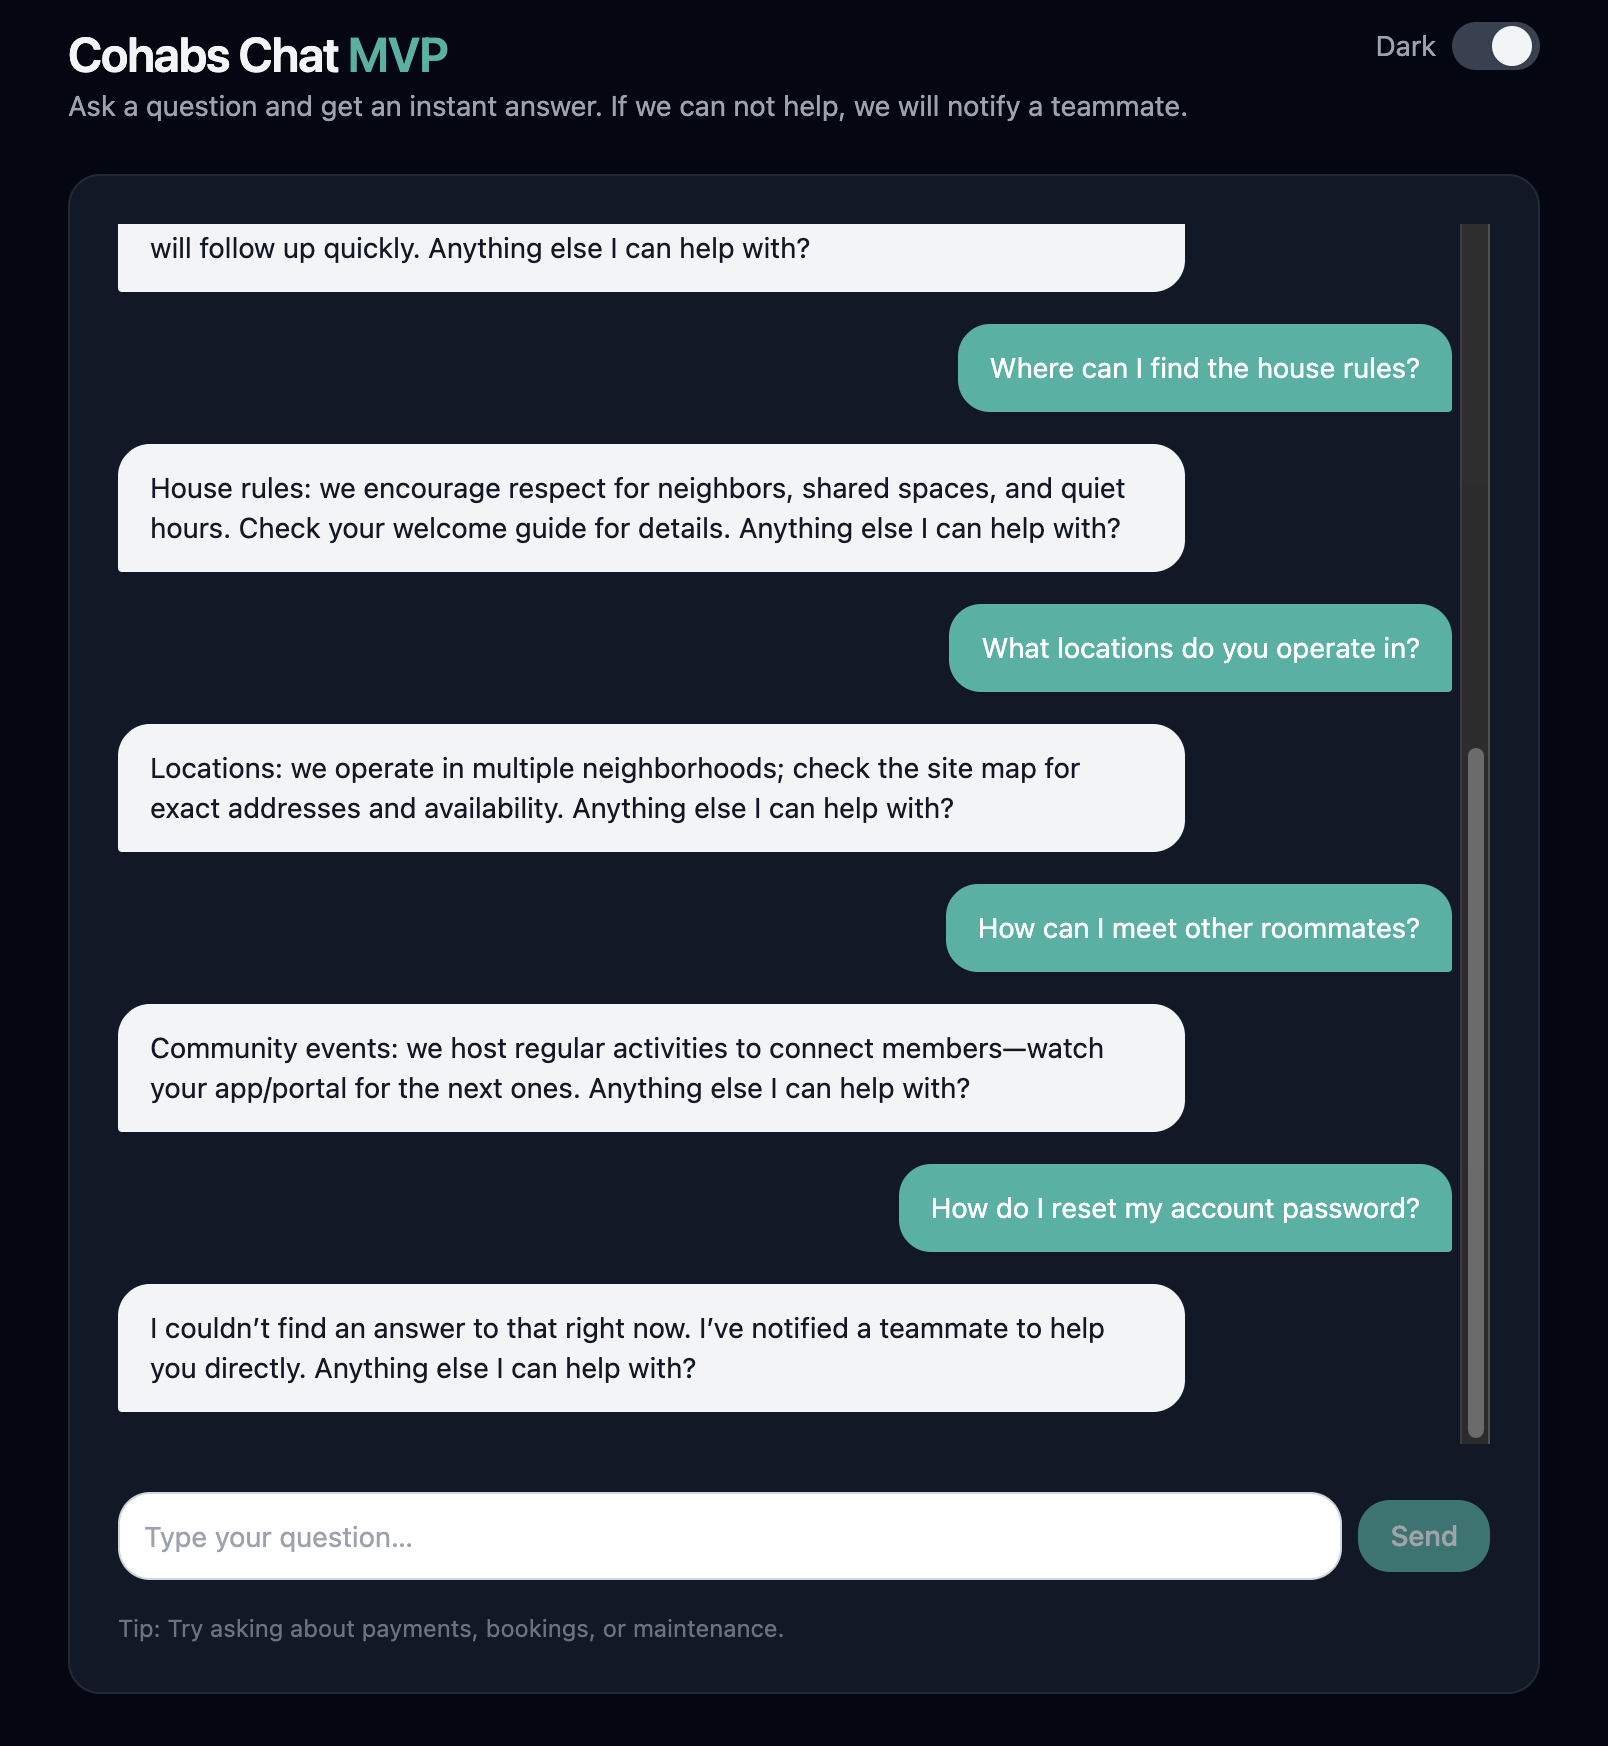 Cohabs Chat MVP
Dark
Ask a question and get an instant answer. If we can not help, we will notify a teammate.
will follow up quickly. Anything else I can help with?
Where can I find the house rules?
House rules: we encourage respect for neighbors, shared spaces, and quiet
hours. Check your welcome guide for details. Anything else I can help with?
What locations do you operate in?
Locations: we operate in multiple neighborhoods; check the site map for
exact addresses and availability. Anything else I can help with?
How can I meet other roommates?
Community events: we host regular activities to connect members—watch
your app/portal for the next ones. Anything else I can help with?
How do I reset my account password?
I couldn’t find an answer to that right now. I’ve notified a teammate to help
you directly. Anything else I can help with?
Type your question...
Send
Tip: Try asking about payments, bookings, or maintenance.